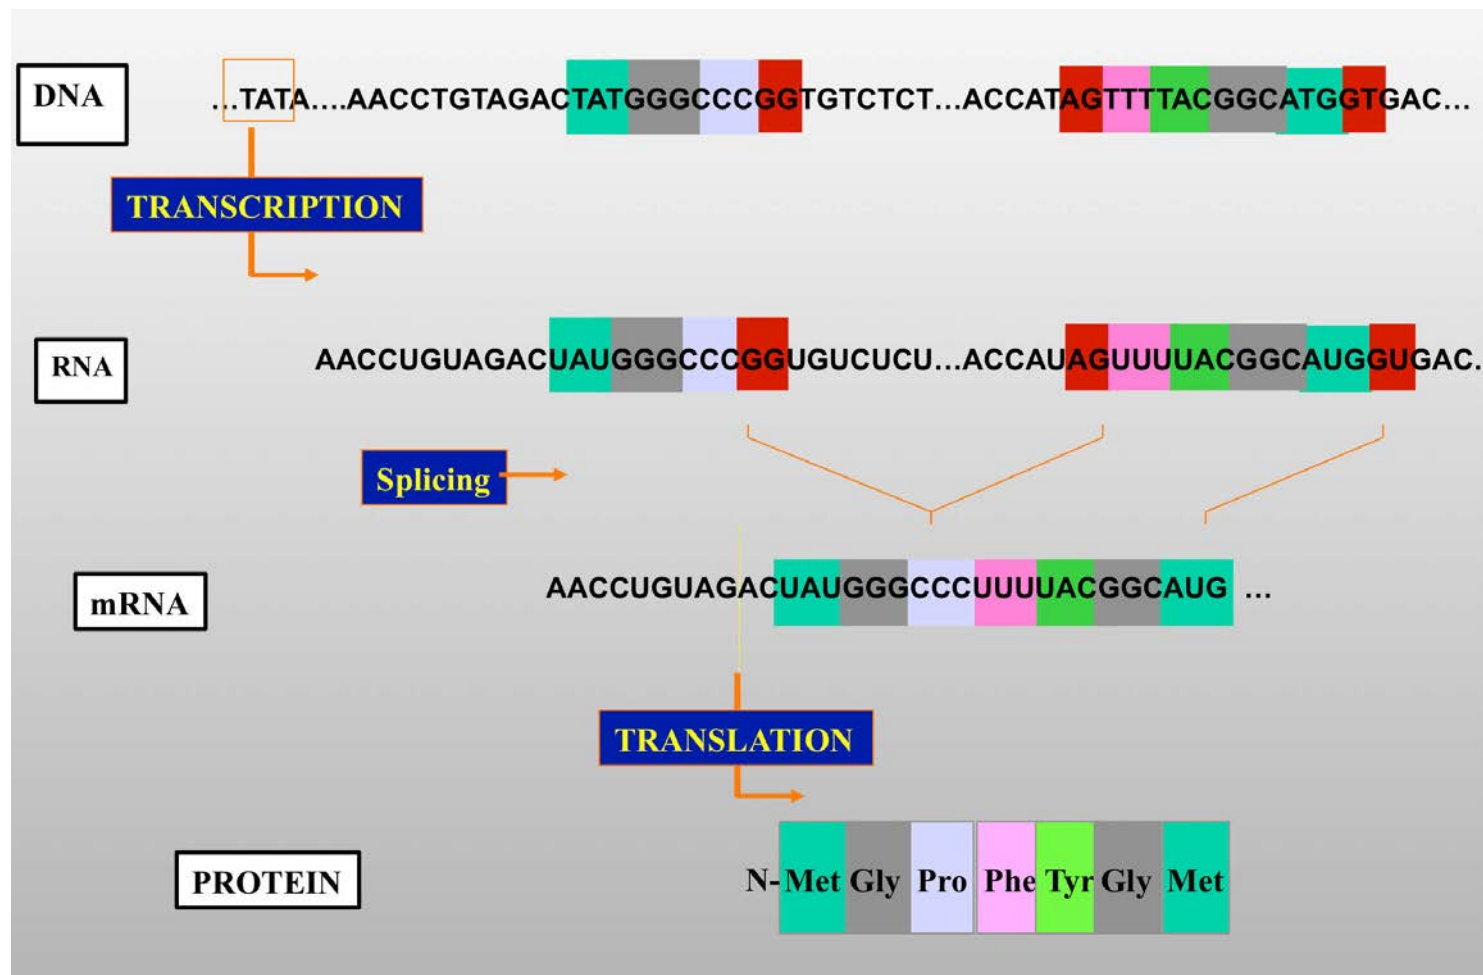 DNA
...TATA....AACCTGTAGACTATGGGCCCGGTGTCTCT...ACCATAGTTTTACGGCATGGTGAC...
TRANSCRIPTION
RNA
AACCUGUAGACUAUGGGCCCGGUGUCUCU...ACCAUAGUUUUACGGCAUGGUGAC.
Splicing
mRNA
AACCUGUAGACUAUGGGCCCUUUUACGGCAUG ...
TRANSLATION
PROTEIN
N-Met Gly Pro Phe Tyr Gly Met